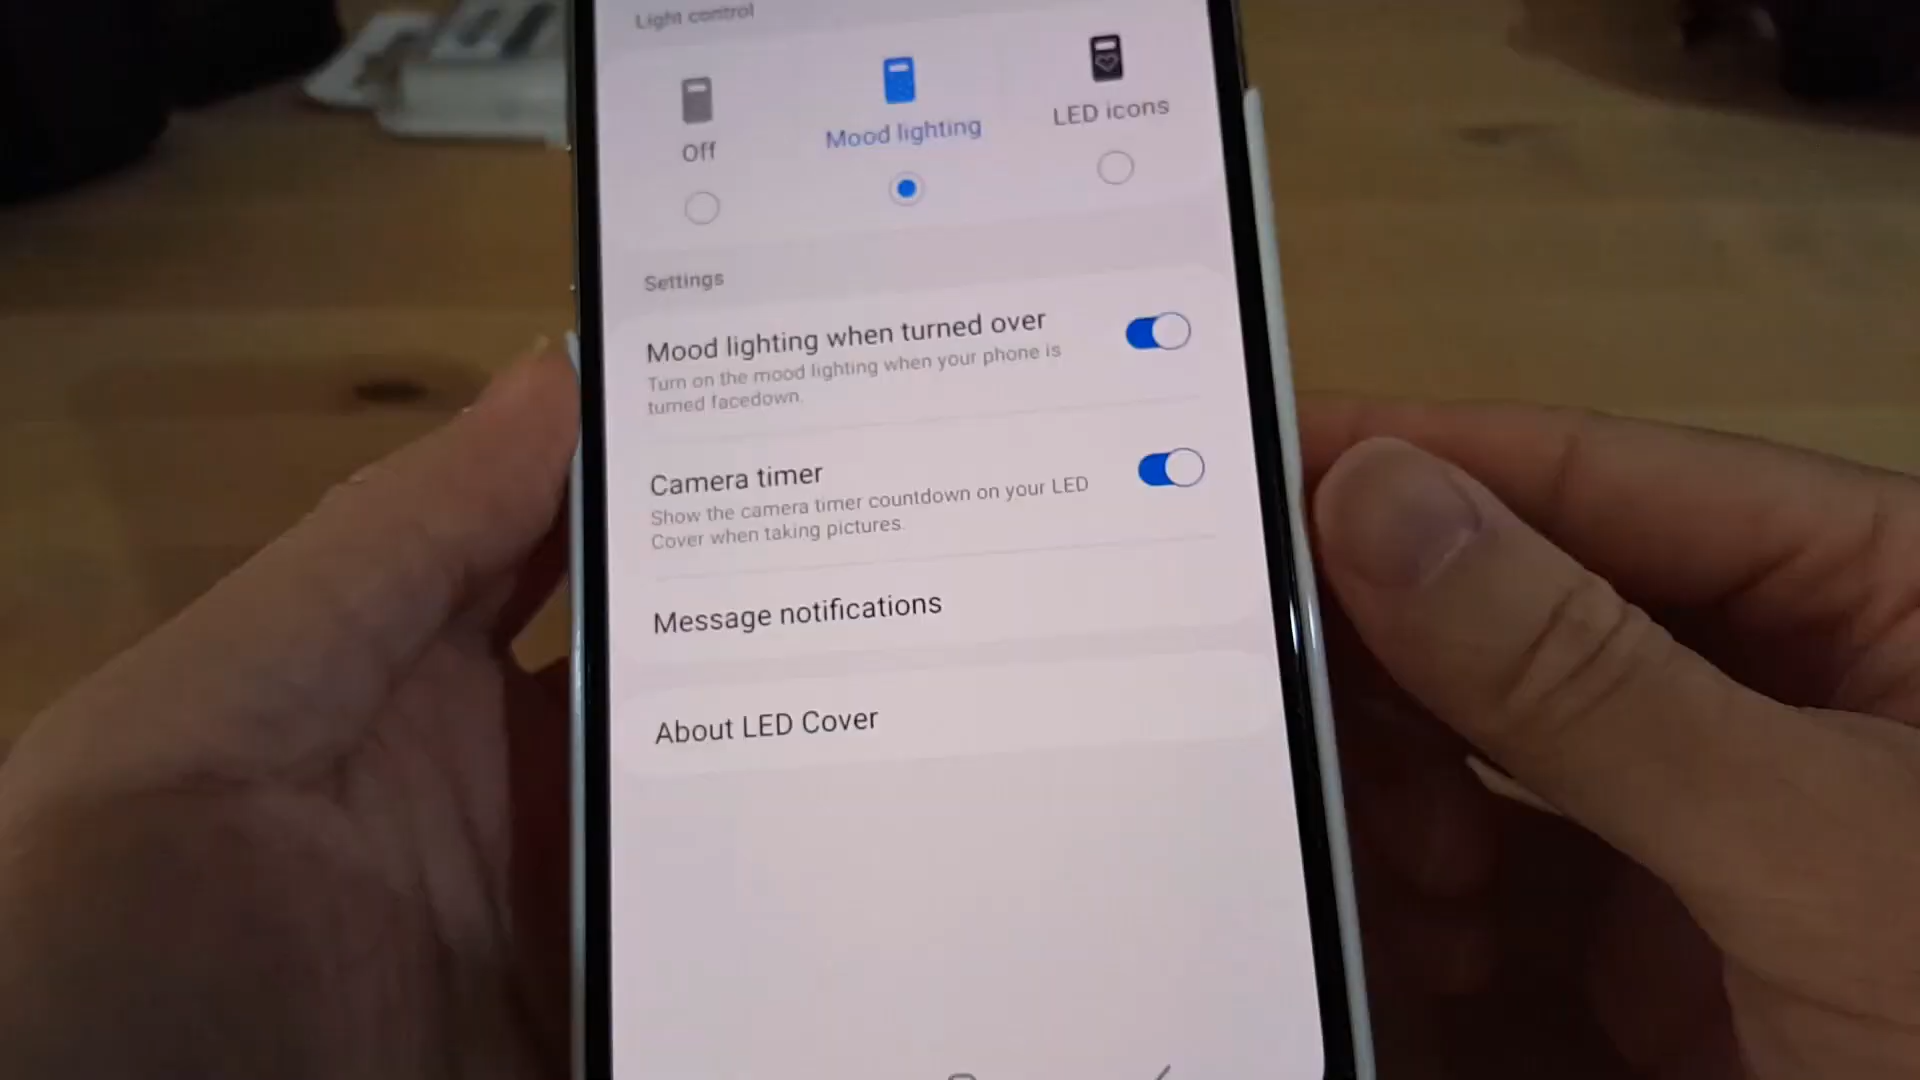 Light control
Off
Mood lighting
LED icons
Settings
Mood lighting when turned over
Turn on the mood lighting when your phone is
turned facedown.
Camera timer
Show the camera timer countdown on your LED
Cover when taking pictures.
Message notifications
About LED Cover